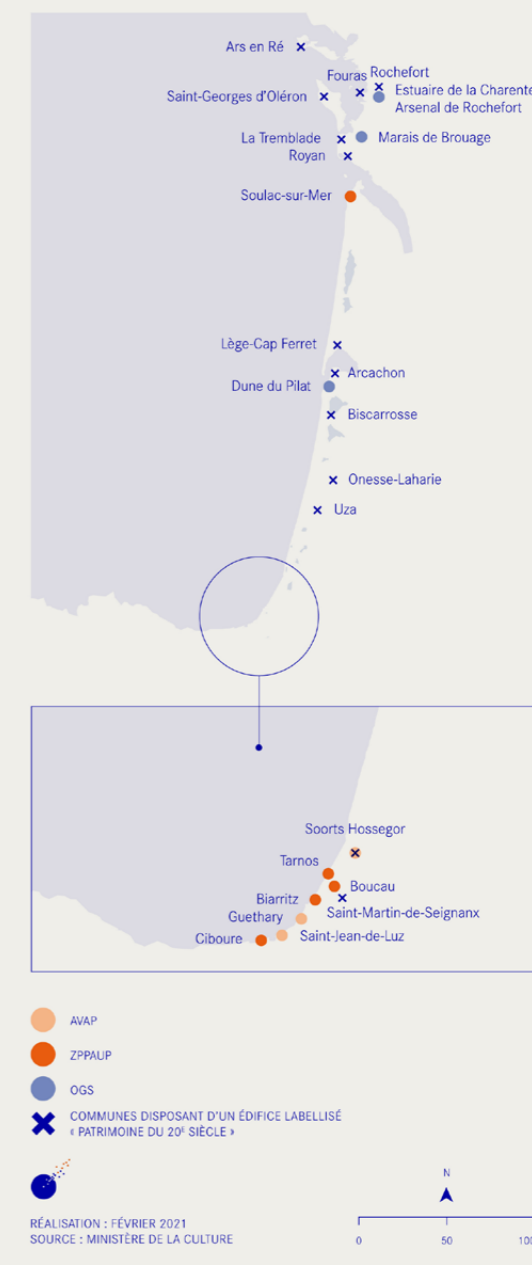 Ars en Ré
Fouras
Rochefort
Saint-Georges d'Oléron
Estuaire de la Charente
Arsenal de Rochefort
La Tremblade
Marais de Brouage
Royan
Soulac-sur-Mer
Lège-Cap Ferret
Arcachon
Dune du Pilat
Biscarrosse
Onesse-Laharie
Uza
Soorts Hossegor
Tarnos
Boucau
Biarritz
Saint-Martin-de-Seignanx
Guethary
Ciboure
Saint-Jean-de-Luz
AVAP
ZPPAUP
OGS
COMMUNES DISPOSANT D'UN ÉDIFICE LABELLISÉ
« PATRIMOINE DU 20E SIÈCLE »
N
RÉALISATION : FÉVRIER 2021
SOURCE : MINISTÈRE DE LA CULTURE
0 50 100